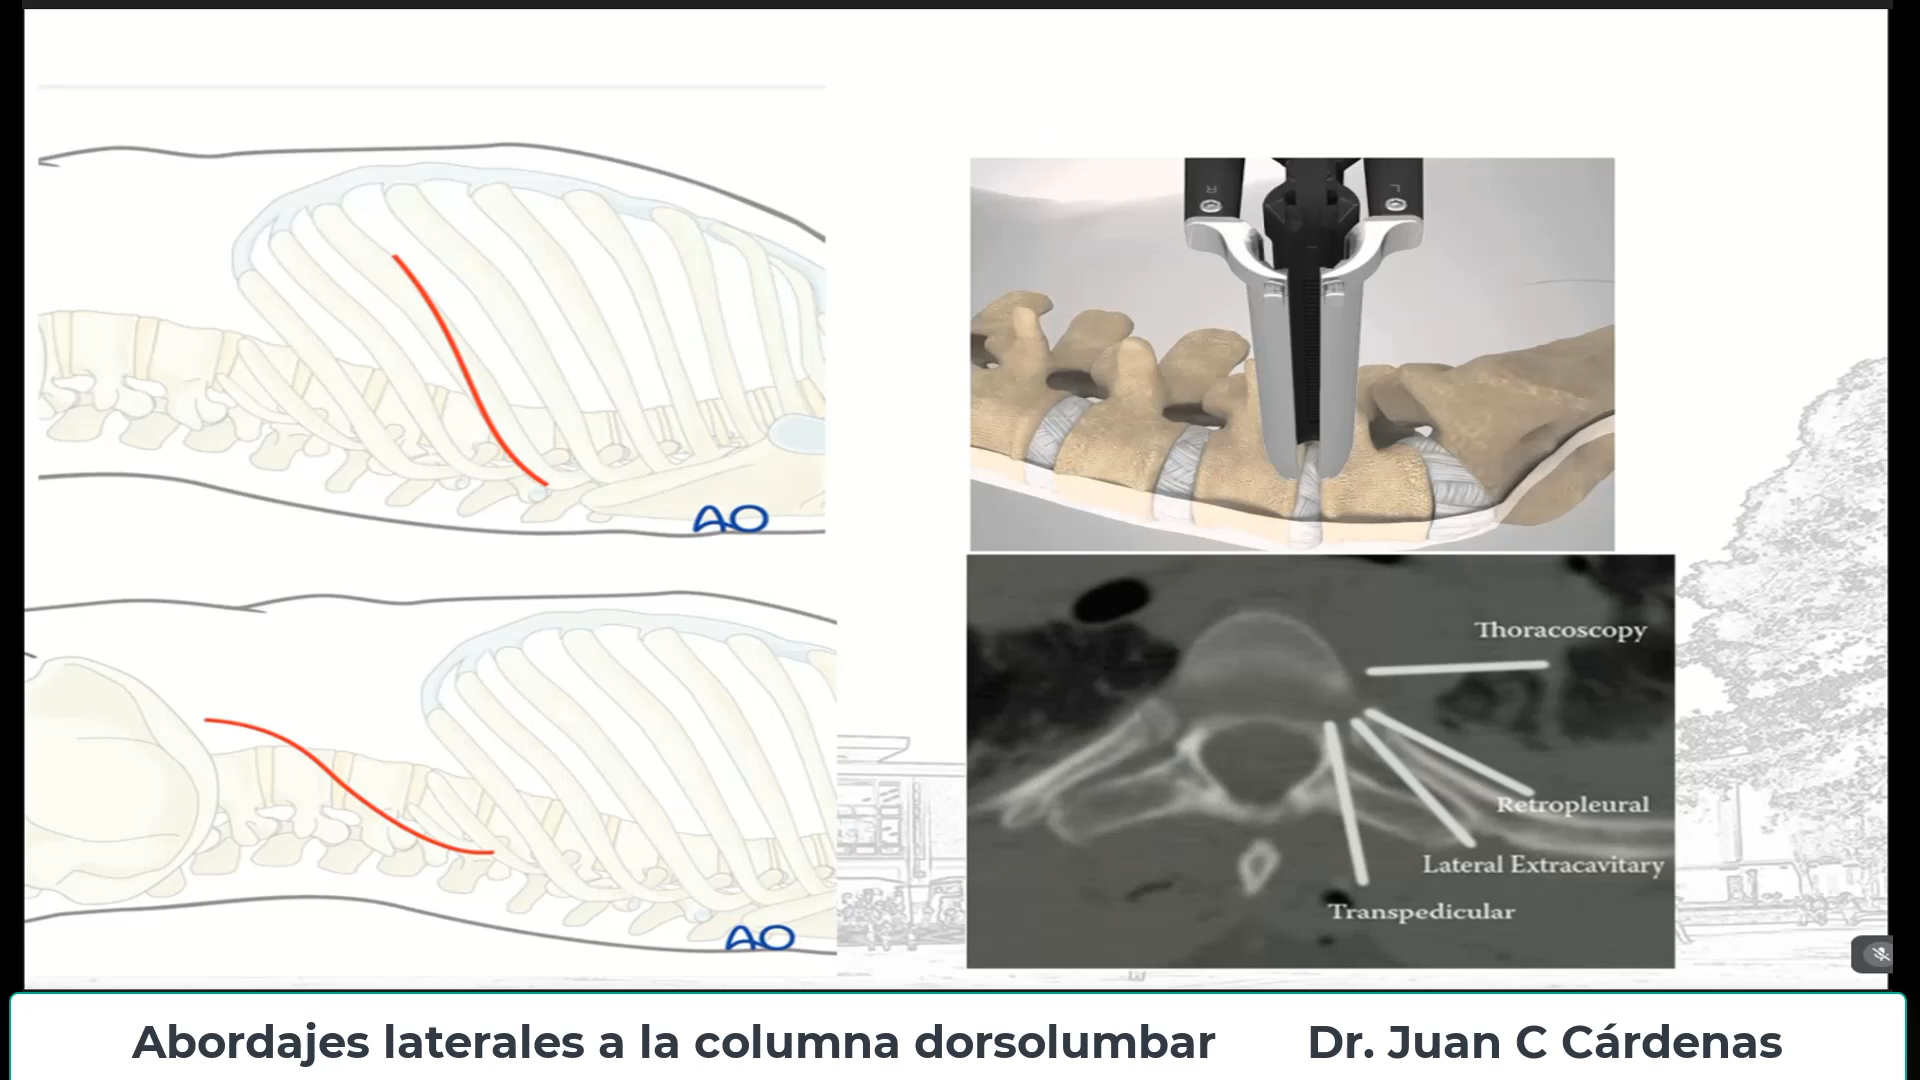 AO
AO
R
L
Thoracoscopy
Retropleural
Lateral Extracavitary
Transpedicular
Abordajes laterales a la columna dorsolumbar Dr. Juan C Cárdenas